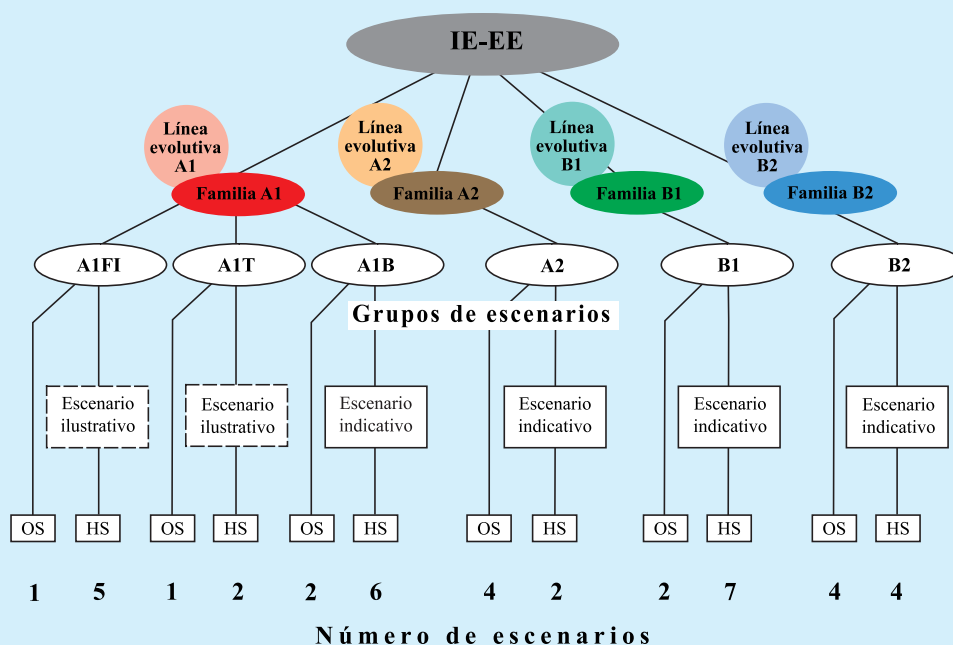 IE-EE
Línea
evolutiva
A1
Línea
evolutiva
A2
Línea
evolutiva
B1
Línea
evolutiva
B2
Familia A1
Familia A2
Familia B1
Familia B2
A1FI
A1T
A1B
A2
B1
B2
Grupos de escenarios
Escenario
ilustrativo
Escenario
ilustrativo
Escenario
indicativo
Escenario
indicativo
Escenario
indicativo
Escenario
indicativo
OS HS OS HS OS HS OS HS OS HS OS HS
1 5 1 2 2 6 4 2 2 7 4 4
Número de escenarios